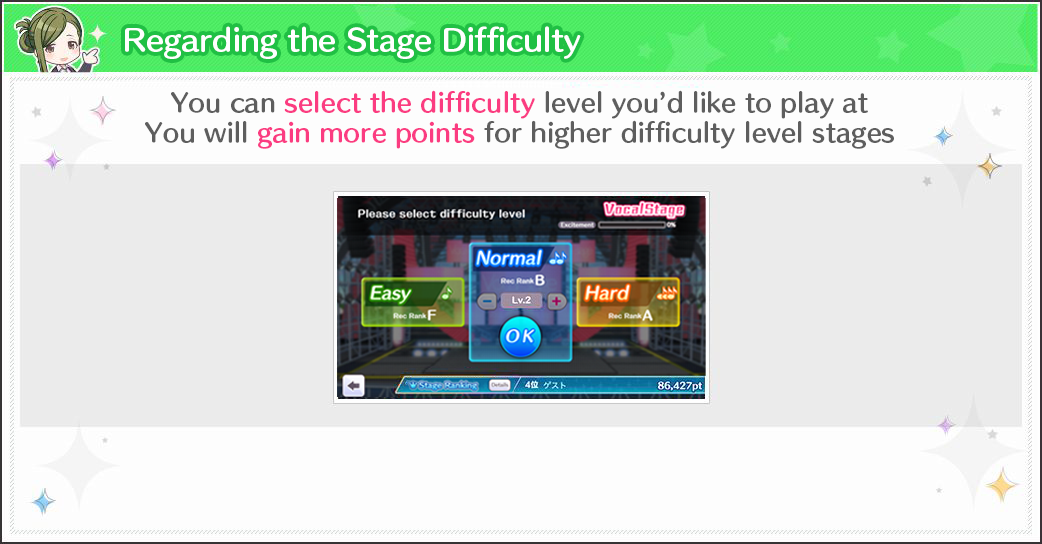 Regarding the Stage Difficulty
You can select the difficulty level you'd like to play at
You will gain more points for higher difficulty level stages
Please select difficulty level
VocalStage
Excitement 0%
Normal
Rec Rank B
Easy
Rec Rank F
Hard
Rec Rank A
Lv.2
OK
Stage Ranking Details 4位 ゲスト 86,427pt